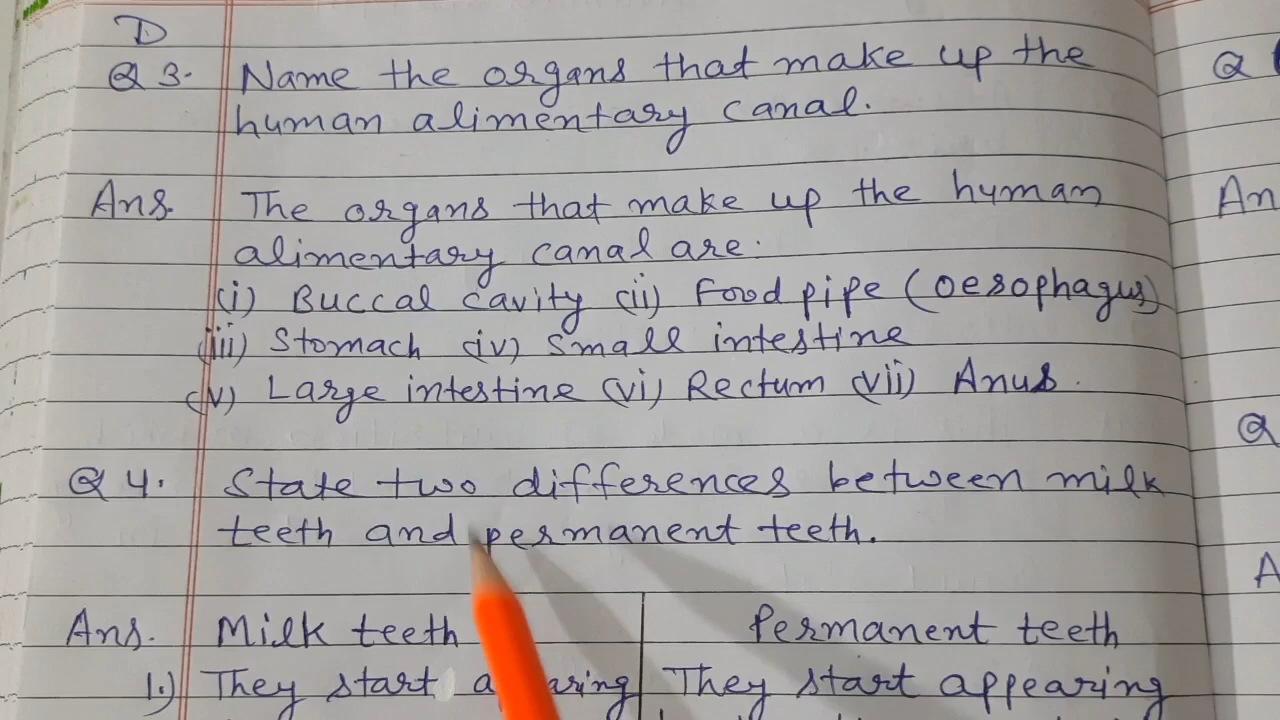 D
Q 3. Name the organs that make up the
human alimentary canal.
Ans. The organs that make up the human
alimentary canal are.
(i) Buccal cavity (ii) Food pipe (oesophagus)
(iii) Stomach (iv) Small intestine
(v) Large intestine (vi) Rectum (vii) Anus.
Q 4. State two differences between milk
teeth and permanent teeth.
Ans. Milk teeth Permanent teeth
1.) They start They start appearing
Q
An
Q
A